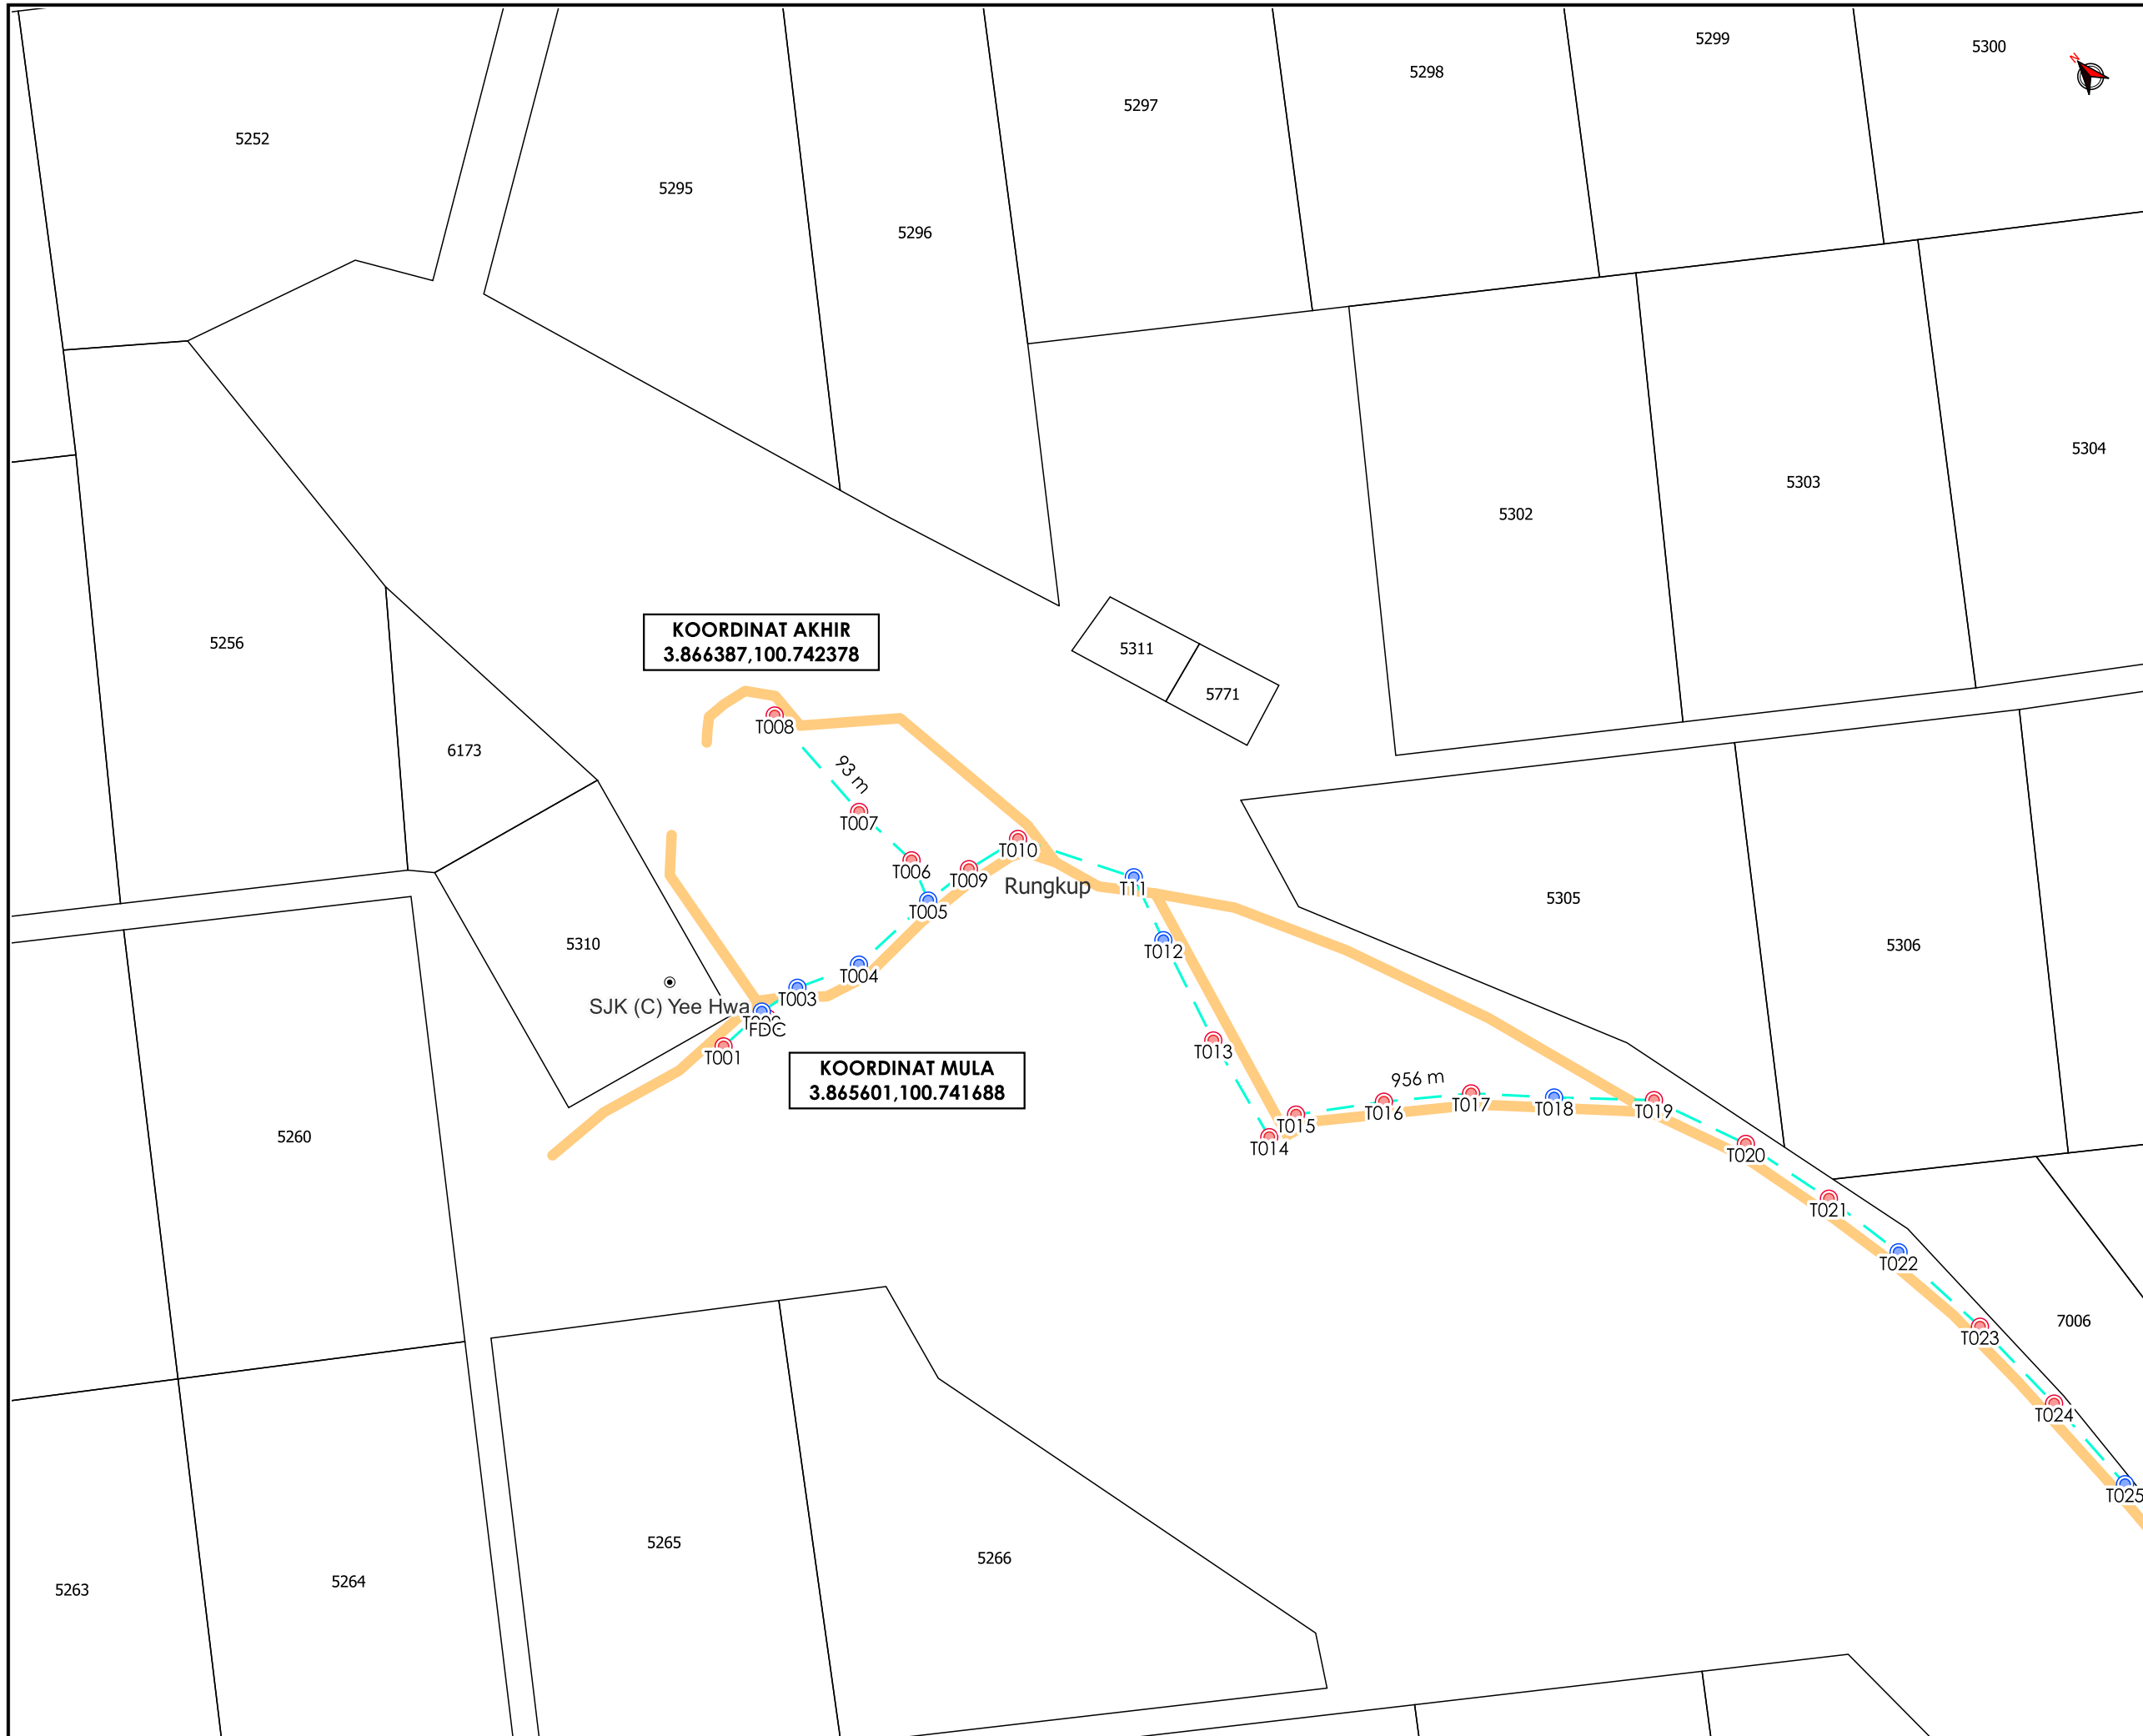 5299
5300
N
5298
5297
5252
5295
5296
5304
5303
5302
5256
KOORDINAT AKHIR
3.866387,100.742378
5311
5771
T008
6173
93 m
T007
T010
T006
T009
Rungkup
T11
5305
T005
5310
T012
5306
T004
T003
SJK (C) Yee Hwa
FDC
T001
T013
KOORDINAT MULA
3.865601,100.741688
956 m
T017
T018
T019
T016
T015
5260
T014
T020
T021
T022
7006
T023
T024
T025
5265
5266
5264
5263